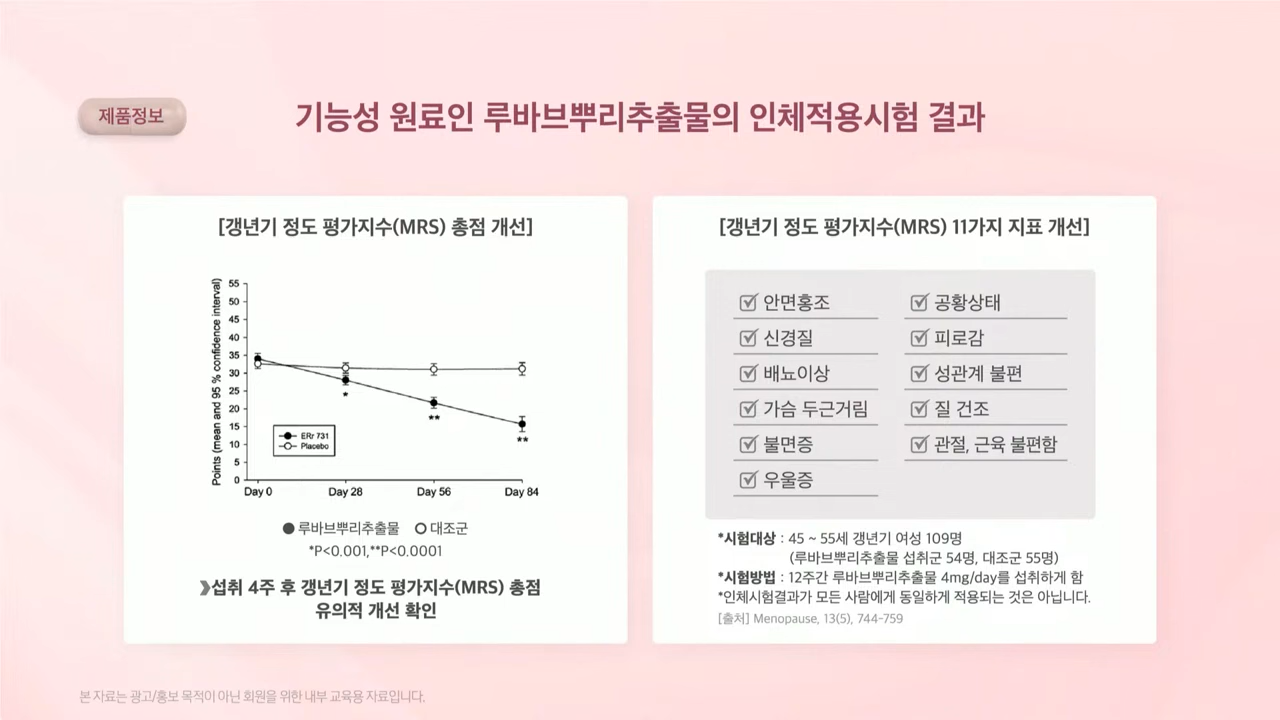 제품정보
기능성 원료인 루바브뿌리추출물의 인체적용시험 결과
[갱년기 정도 평가지수(MRS) 총점 개선]
Points (mean and 95 % confidence interval)
55
50
45
40
35
30
25
20
15
10
5
0
* ** **
ERr 731
Placebo
Day 0 Day 28 Day 56 Day 84
루바브뿌리추출물 대조군
*P<0.001,**P<0.0001
섭취 4주 후 갱년기 정도 평가지수(MRS) 총점
유의적 개선 확인
[갱년기 정도 평가지수(MRS) 11가지 지표 개선]
안면홍조
신경질
배뇨이상
가슴 두근거림
불면증
우울증
공황상태
피로감
성관계 불편
질 건조
관절, 근육 불편함
*시험대상 : 45 ~ 55세 갱년기 여성 109명
(루바브뿌리추출물 섭취군 54명, 대조군 55명)
*시험방법 : 12주간 루바브뿌리추출물 4mg/day를 섭취하게 함
*인체시험결과가 모든 사람에게 동일하게 적용되는 것은 아닙니다.
[출처] Menopause, 13(5), 744-759
본 자료는 광고/홍보 목적이 아닌 회원을 위한 내부 교육용 자료입니다.